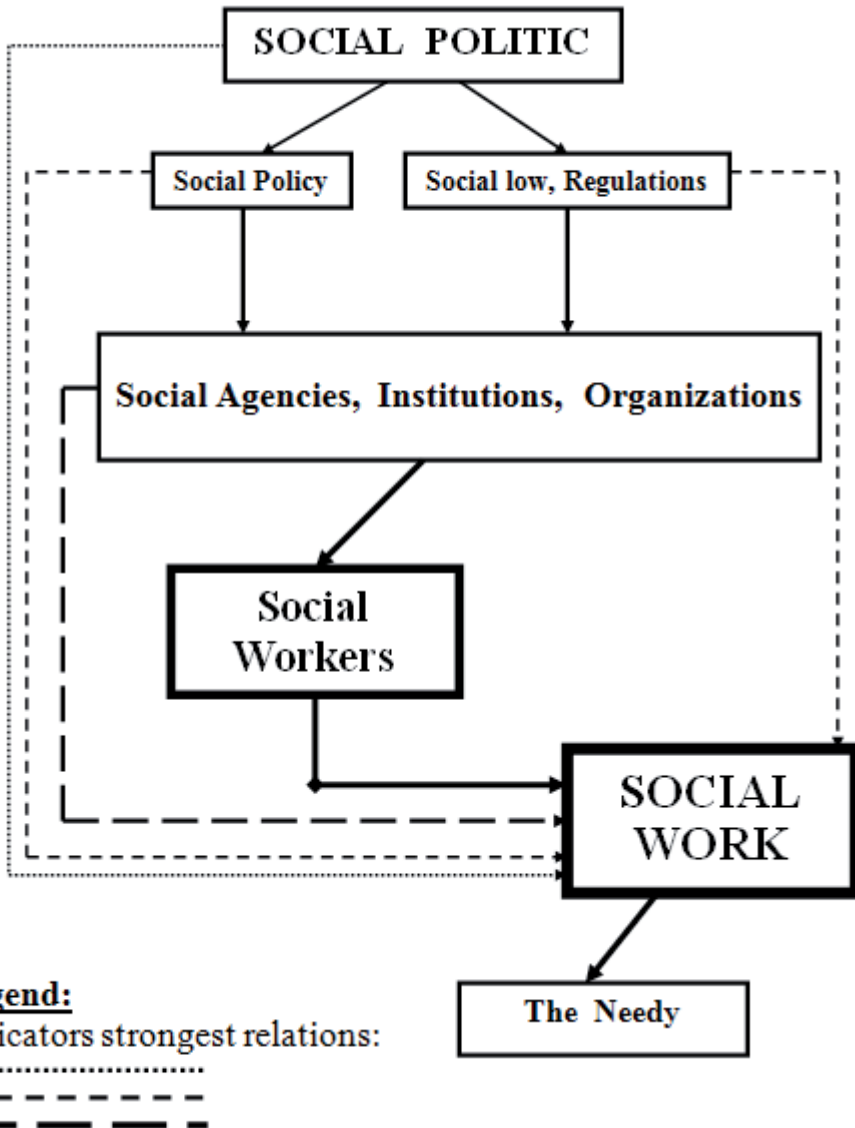 SOCIAL POLITIC
Social Policy
Social low, Regulations
Social Agencies, Institutions, Organizations
Social
Workers
SOCIAL
WORK
The Needy
gend:
icators strongest relations: